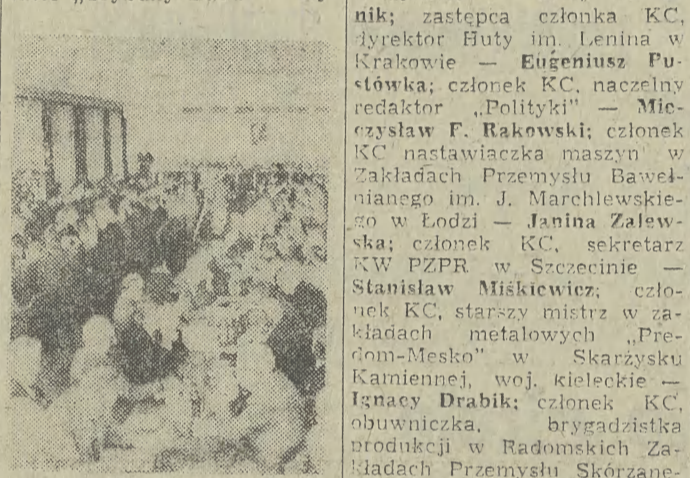 nik; zastępca członka KC,
dyrektor Huty im. Lenina w
Krakowie — Eugeniusz Pu-
stówka; członek KC, naczelny
redaktor „Polityki” — Mie-
czysław F. Rakowski; członek
KC nastawiaczka maszyn w
Zakładach Przemysłu Baweł-
nianego im. J. Marchlewskie-
go w Łodzi — Janina Zalew-
ska; członek KC, sekretarz
KW PZPR w Szczecinie —
Stanisław Miśkiewicz; czło-
nek KC, starszy mistrz w za-
kładach metalowych „Pre-
dom-Mesko” w Skarżysku
Kamiennej, woj. kieleckie —
Ignacy Drabik; członek KC,
obuwniczka, brygadzistka
produkcji w Radomskich Za-
kładach Przemysłu Skórzane-